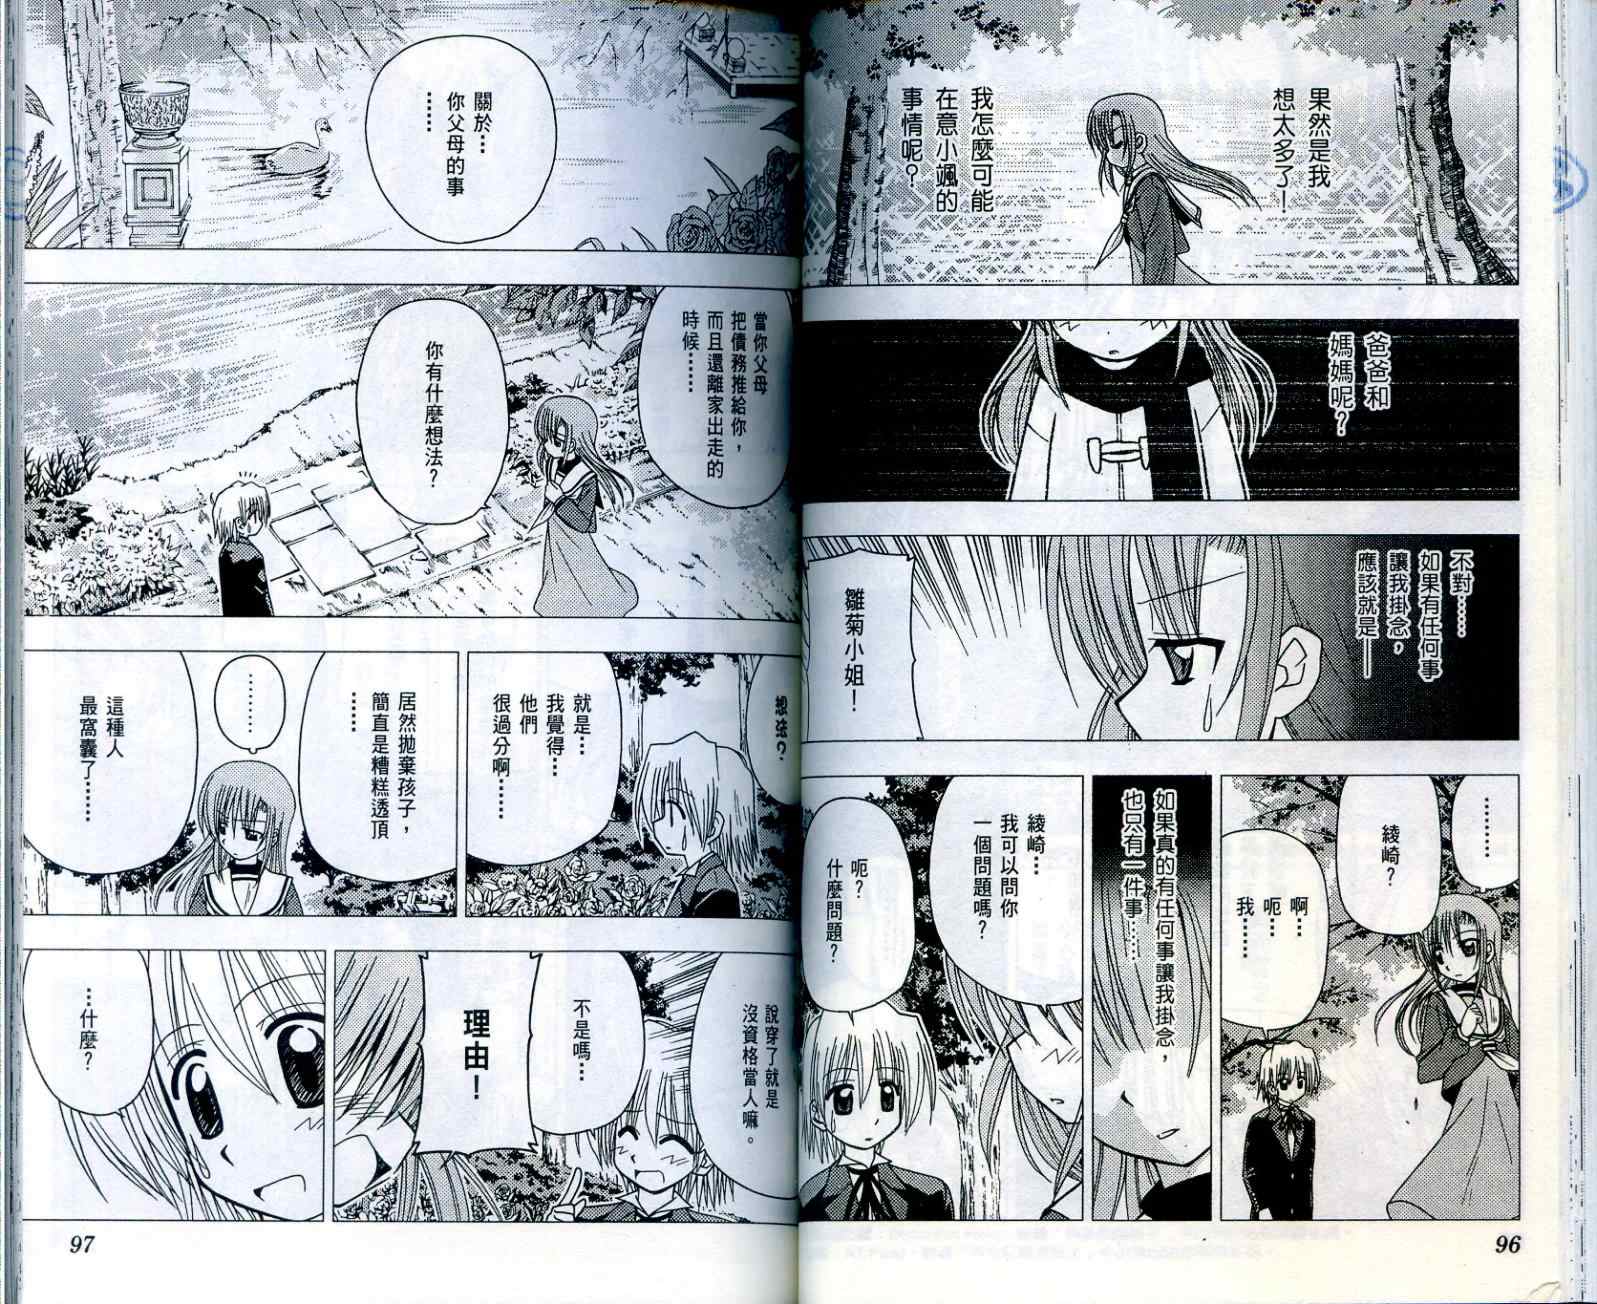 果然是我
想太多了！
我怎麼可能
在意小颯的
事情呢？
爸爸和
媽媽呢？
不對……
如果有任何事
讓我掛念，
應該就是——
雛菊小姐！
………
綾崎？
啊…
呃…
我……
如果真的有任何事讓我掛念，
也只有一件事……
綾崎…
我可以問你
一個問題嗎？
呃？
什麼問題？
96
關於…
你父母的事
……
當你父母
把債務推給你，
而且還離家出走的
時候……
你有什麼想法？
想法？
就是…
我覺得…
他們
很過分啊……
居然拋棄孩子，
簡直是糟糕透頂
……
………
這種人
最窩囊了……
說穿了就是
沒資格當人嘛。
不是嗎…
理由！
…什麼？
97